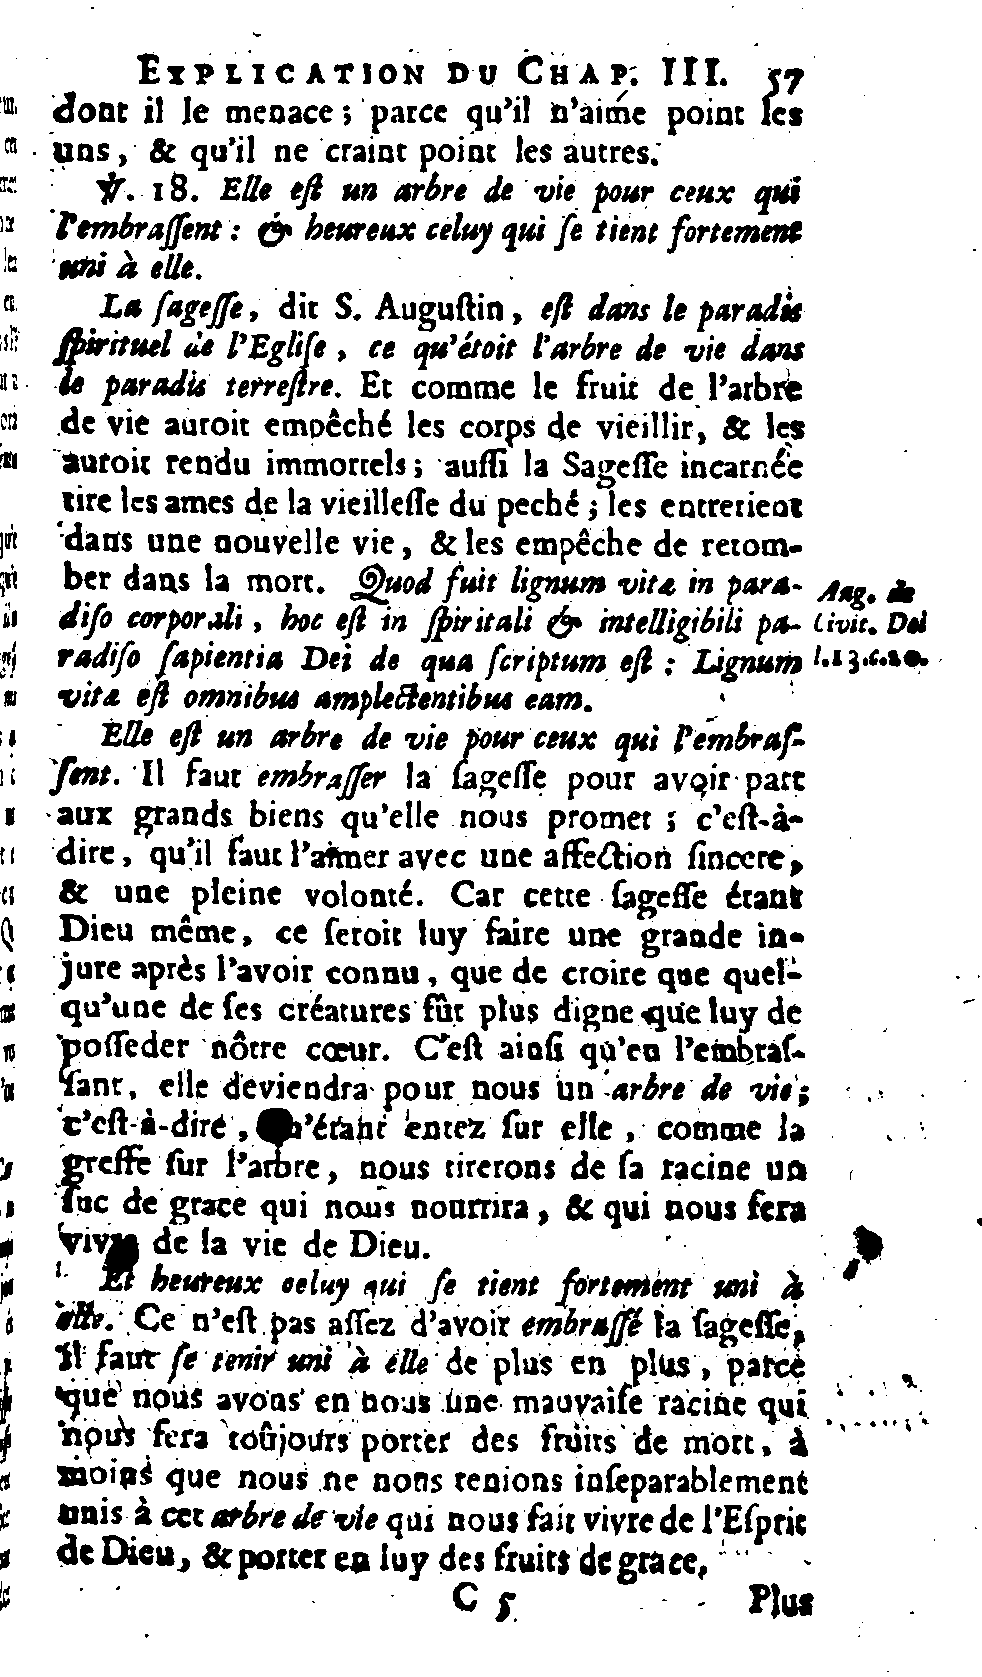 EXPLICATION DU CHAP. III. 57
dont il le menace ; parce qu'il n'aime point les
uns, & qu'il ne craint point les autres.
℣. 18. Elle eſt un arbre de vie pour ceux qui
l'embraſſent : & heureux celuy qui ſe tient fortement
uni à elle.
La ſageſſe, dit S. Auguſtin, eſt dans le paradis
ſpirituel de l'Egliſe, ce qu'étoit l'arbre de vie dans
le paradis terreſtre. Et comme le fruit de l'arbre
de vie auroit empêché les corps de vieillir, & les
auroit rendu immortels ; auſſi la Sageſſe incarnée
tire les ames de la vieilleſſe du peché ; les entretient
dans une nouvelle vie, & les empêche de retom-
ber dans la mort. Quod fuit lignum vitæ in para-
diſo corporali, hoc eſt in ſpiritali & intelligibili pa-
radiſo ſapientia Dei de qua ſcriptum eſt : Lignum
vitæ eſt omnibus amplectentibus eam.
Aug. de
Civit. Dei
l.13.c.20.
Elle eſt un arbre de vie pour ceux qui l'embraſ-
ſent. Il faut embraſſer la ſageſſe pour avoir part
aux grands biens qu'elle nous promet ; c'eſt-à-
dire, qu'il faut l'aimer avec une affection ſincere,
& une pleine volonté. Car cette ſageſſe étant
Dieu même, ce ſeroit luy faire une grande in-
jure après l'avoir connu, que de croire que quel-
qu'une de ſes créatures fût plus digne que luy de
poſſeder nôtre cœur. C'eſt ainſi qu'en l'embraſ-
ſant, elle deviendra pour nous un arbre de vie ;
c'eſt-à-dire, qu'étant entez ſur elle, comme la
greffe ſur l'arbre, nous tirerons de ſa racine un
ſuc de grace qui nous nourrira, & qui nous fera
vivre de la vie de Dieu.
Et heureux celuy qui ſe tient fortement uni à
elle. Ce n'eſt pas aſſez d'avoir embraſſé la ſageſſe,
il faut ſe tenir uni à elle de plus en plus, parce
que nous avons en nous une mauvaiſe racine qui
nous fera toûjours porter des fruits de mort, à
moins que nous ne nous tenions inſeparablement
unis à cet arbre de vie qui nous fait vivre de l'Eſprit
de Dieu, & porter en luy des fruits de grace.
C 5 Plus